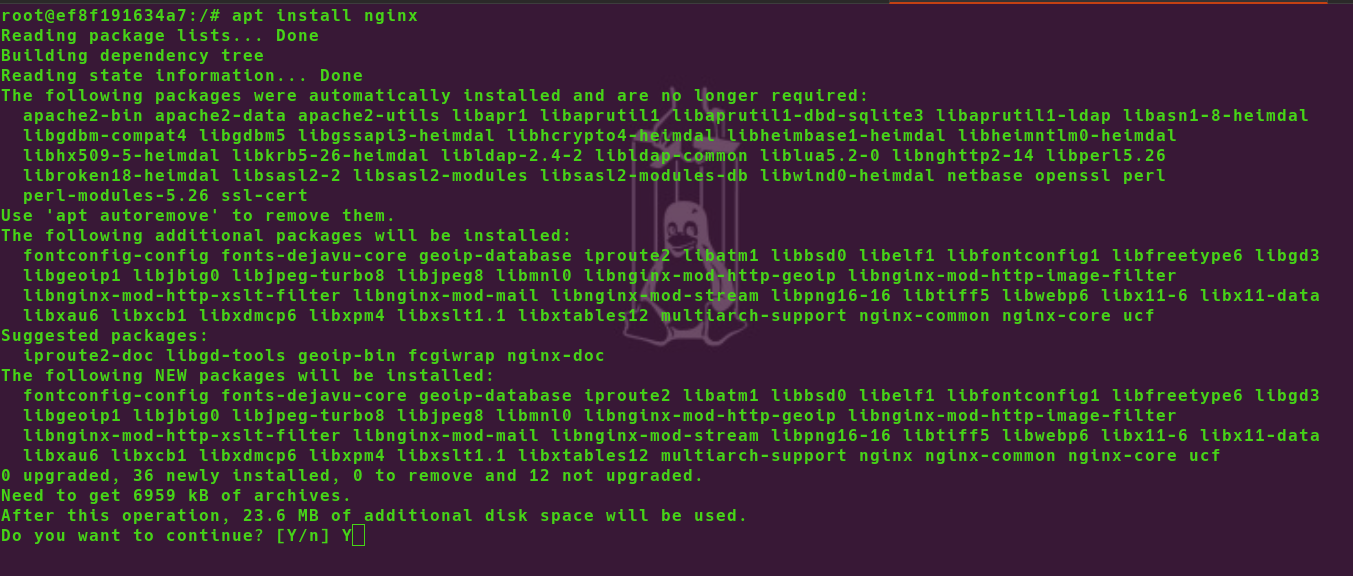 root@ef8f191634a7:/# apt install nginx
Reading package lists... Done
Building dependency tree
Reading state information... Done
The following packages were automatically installed and are no longer required:
  apache2-bin apache2-data apache2-utils libapr1 libaprutil1 libaprutil1-dbd-sqlite3 libaprutil1-ldap libasn1-8-heimdal
  libgdbm-compat4 libgdbm5 libgssapi3-heimdal libhcrypto4-heimdal libheimbase1-heimdal libheimntlm0-heimdal
  libhx509-5-heimdal libkrb5-26-heimdal libldap-2.4-2 libldap-common liblua5.2-0 libnghttp2-14 libperl5.26
  libroken18-heimdal libsasl2-2 libsasl2-modules libsasl2-modules-db libwind0-heimdal netbase openssl perl
  perl-modules-5.26 ssl-cert
Use 'apt autoremove' to remove them.
The following additional packages will be installed:
  fontconfig-config fonts-dejavu-core geoip-database iproute2 libatm1 libbsd0 libelf1 libfontconfig1 libfreetype6 libgd3
  libgeoip1 libjbig0 libjpeg-turbo8 libjpeg8 libmnl0 libnginx-mod-http-geoip libnginx-mod-http-image-filter
  libnginx-mod-http-xslt-filter libnginx-mod-mail libnginx-mod-stream libpng16-16 libtiff5 libwebp6 libx11-6 libx11-data
  libxau6 libxcb1 libxdmcp6 libxpm4 libxslt1.1 libxtables12 multiarch-support nginx-common nginx-core ucf
Suggested packages:
  iproute2-doc libgd-tools geoip-bin fcgiwrap nginx-doc
The following NEW packages will be installed:
  fontconfig-config fonts-dejavu-core geoip-database iproute2 libatm1 libbsd0 libelf1 libfontconfig1 libfreetype6 libgd3
  libgeoip1 libjbig0 libjpeg-turbo8 libjpeg8 libmnl0 libnginx-mod-http-geoip libnginx-mod-http-image-filter
  libnginx-mod-http-xslt-filter libnginx-mod-mail libnginx-mod-stream libpng16-16 libtiff5 libwebp6 libx11-6 libx11-data
  libxau6 libxcb1 libxdmcp6 libxpm4 libxslt1.1 libxtables12 multiarch-support nginx nginx-common nginx-core ucf
0 upgraded, 36 newly installed, 0 to remove and 12 not upgraded.
Need to get 6959 kB of archives.
After this operation, 23.6 MB of additional disk space will be used.
Do you want to continue? [Y/n] Y